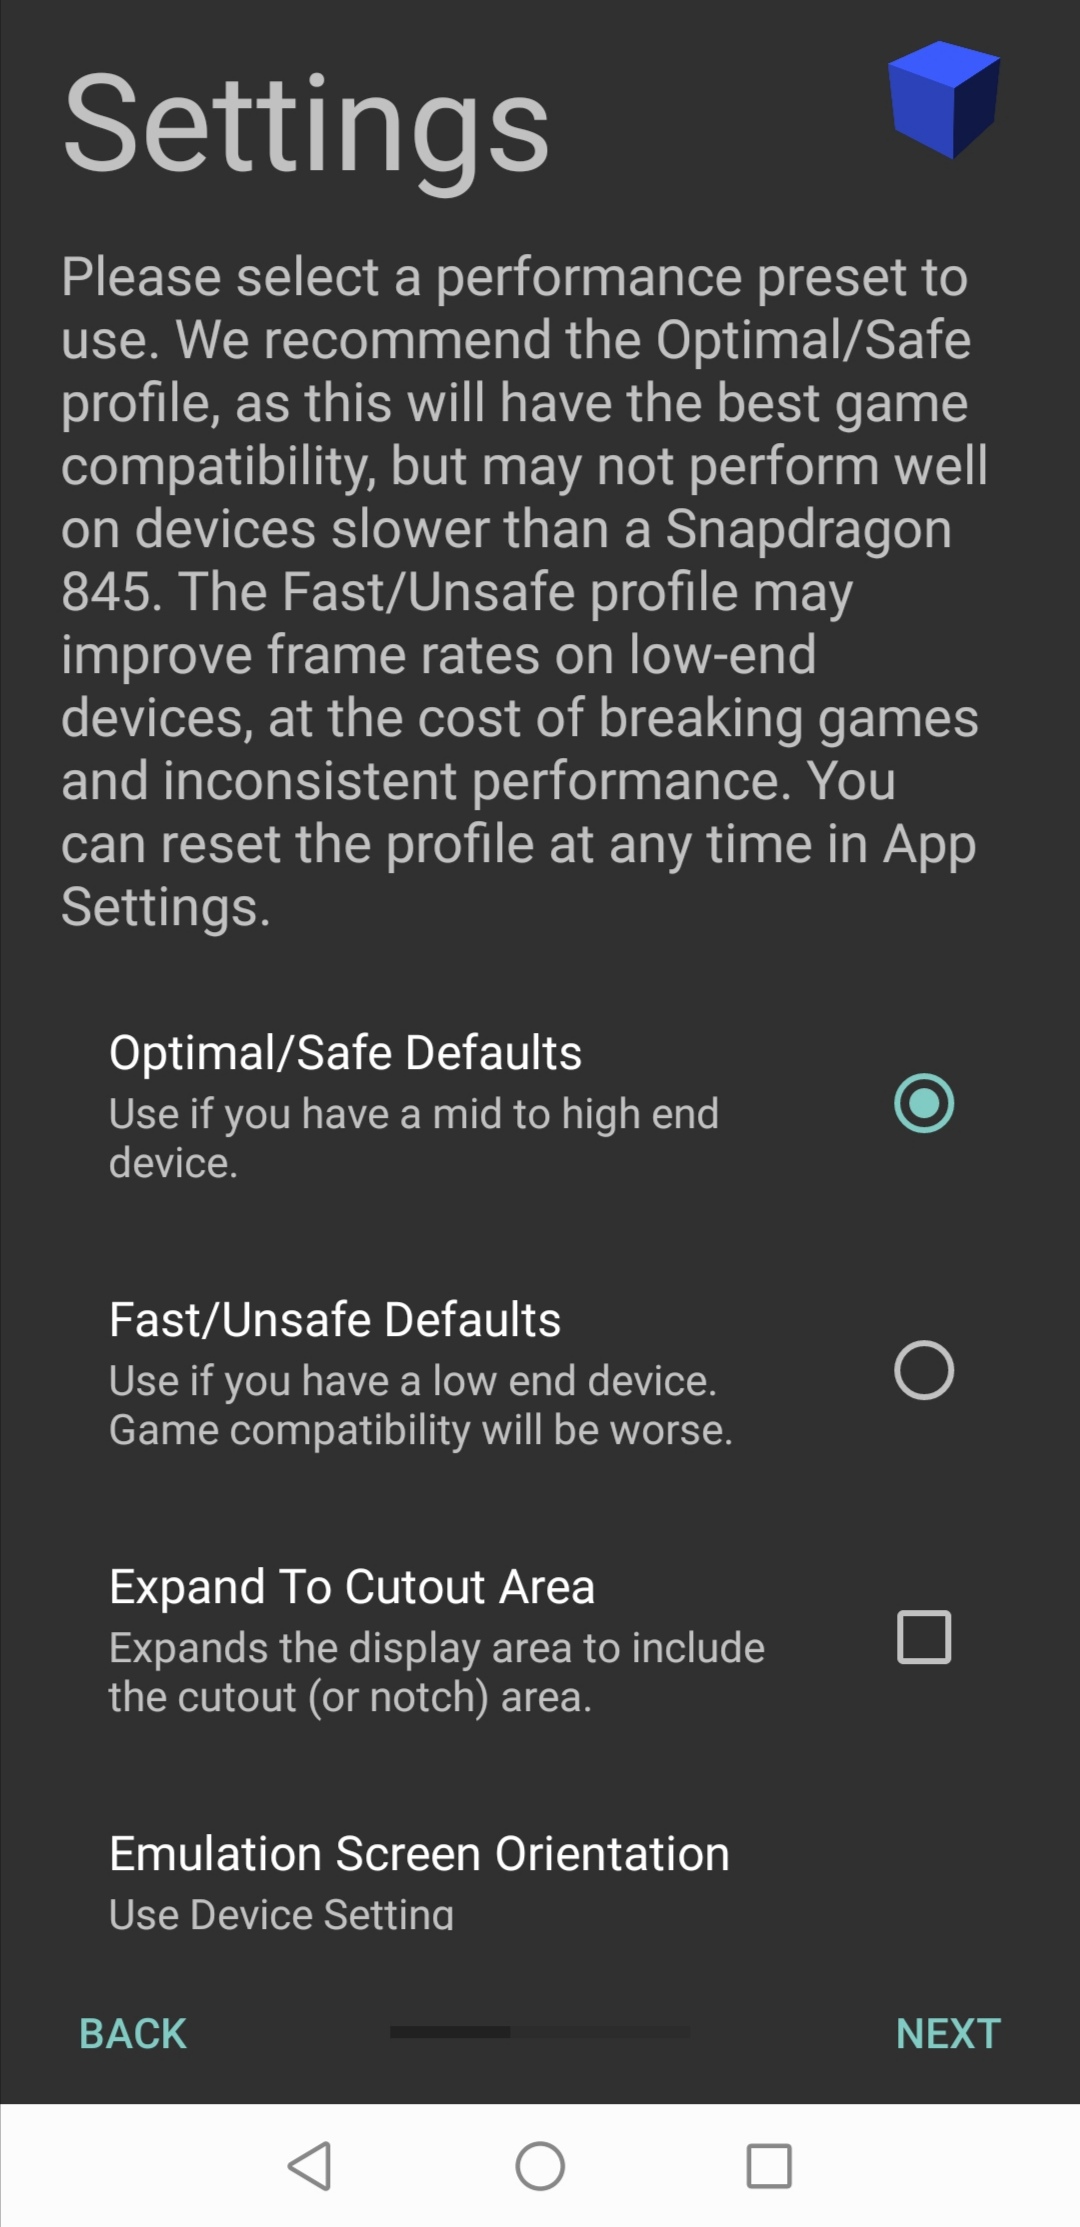 Settings
Please select a performance preset to
use. We recommend the Optimal/Safe
profile, as this will have the best game
compatibility, but may not perform well
on devices slower than a Snapdragon
845. The Fast/Unsafe profile may
improve frame rates on low-end
devices, at the cost of breaking games
and inconsistent performance. You
can reset the profile at any time in App
Settings.
Optimal/Safe Defaults
Use if you have a mid to high end
device.
Fast/Unsafe Defaults
Use if you have a low end device.
Game compatibility will be worse.
Expand To Cutout Area
Expands the display area to include
the cutout (or notch) area.
Emulation Screen Orientation
Use Device Setting
BACK
NEXT